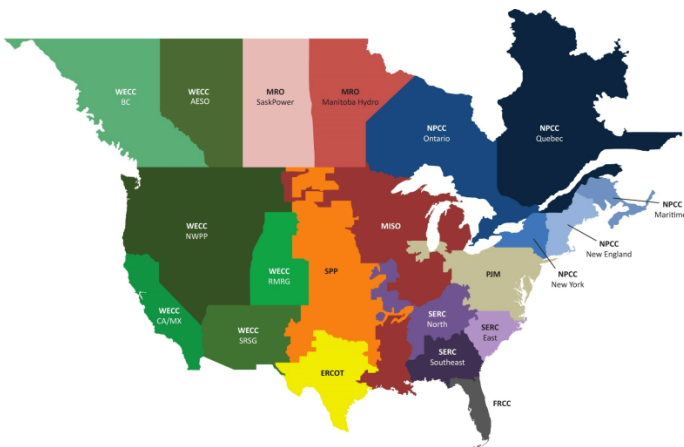 WECC
BC
WECC
AESO
MRO
SaskPower
MRO
Manitoba Hydro
NPCC
Ontario
NPCC
Quebec
NPCC
Maritime
WECC
NWPP
MISO
NPCC
New England
WECC
RMRG
SPP
PJM
NPCC
New York
WECC
CA/MX
WECC
SRSG
SERC
North
SERC
East
SERC
Southeast
ERCOT
FRCC